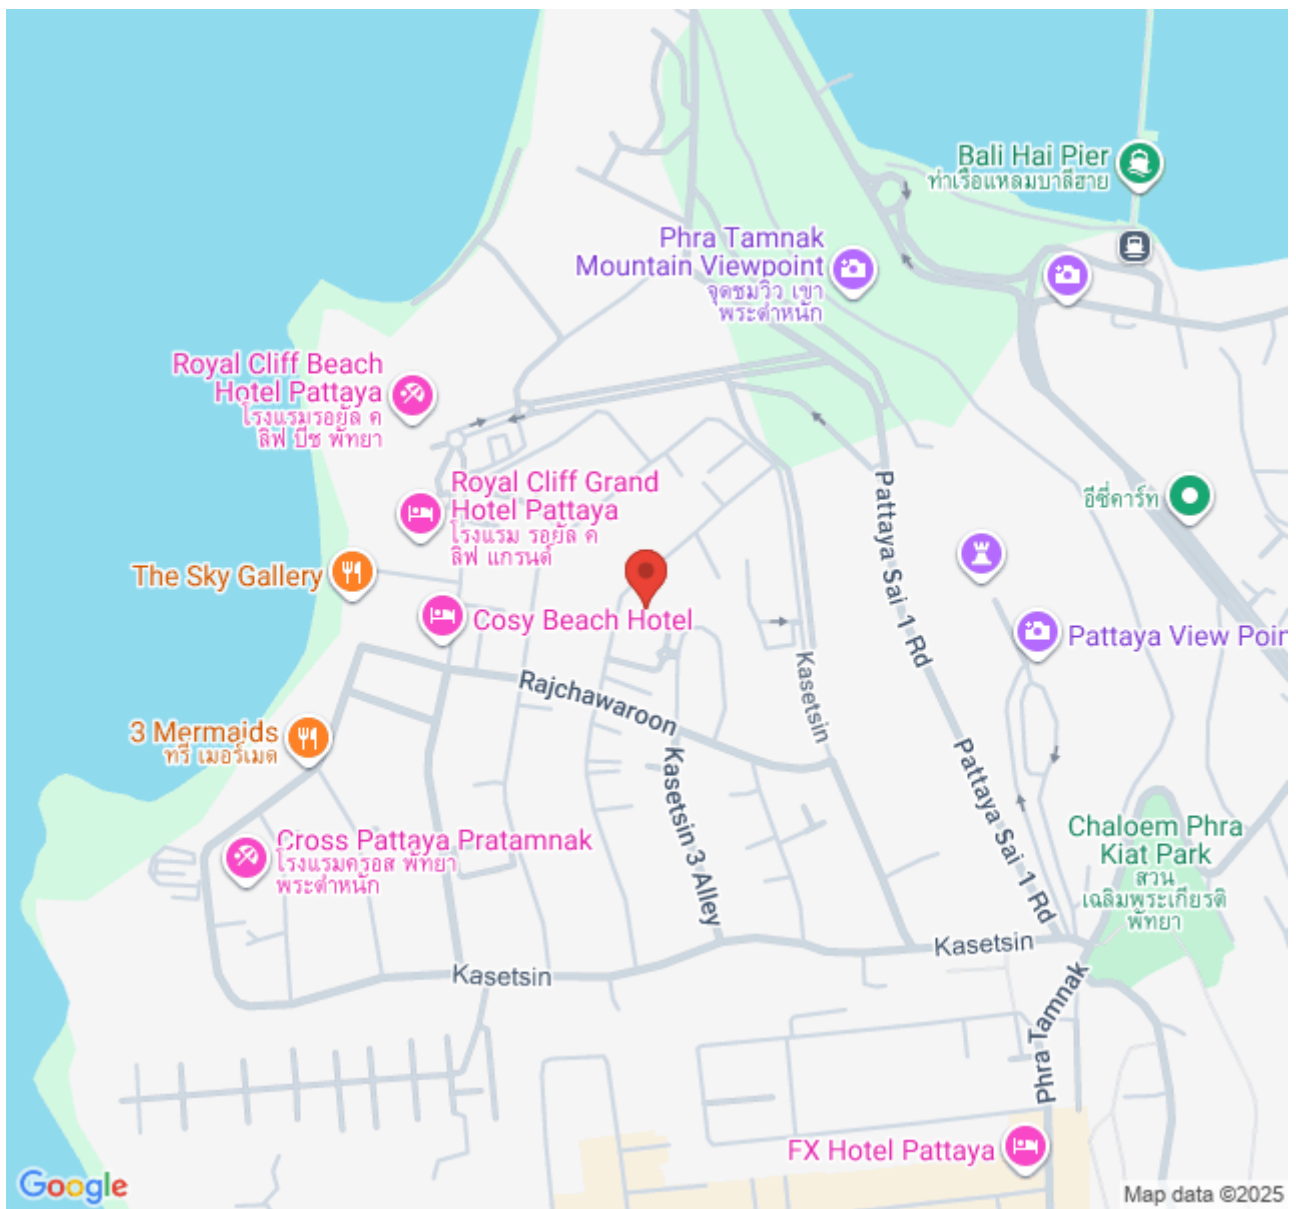 Bali Hai Pier
ท่าเรือแหลมบาลีฮาย
Phra Tamnak
Mountain Viewpoint
จุดชมวิว เขา
พระตำหนัก
Royal Cliff Beach
Hotel Pattaya
โรงแรมรอยัล ค
ลิฟ บีช พัทยา
Royal Cliff Grand
Hotel Pattaya
โรงแรม รอยัล ค
ลิฟ แกรนด์
อีซี่คาร์ท
Pattaya Sai 1 Rd
The Sky Gallery
Cosy Beach Hotel
Pattaya View Poin
Kasetsin
Rajchawaroon
3 Mermaids
ทรี เมอร์เมด
Kasetsin 3 Alley
Pattaya Sai 1 Rd
Chaloem Phra
Kiat Park
สวน
เฉลิมพระเกียรติ
พัทยา
Cross Pattaya Pratamnak
โรงแรมครอส พัทยา
พระตำหนัก
Kasetsin
Kasetsin
Phra Tamnak
FX Hotel Pattaya
Google
Map data ©2025